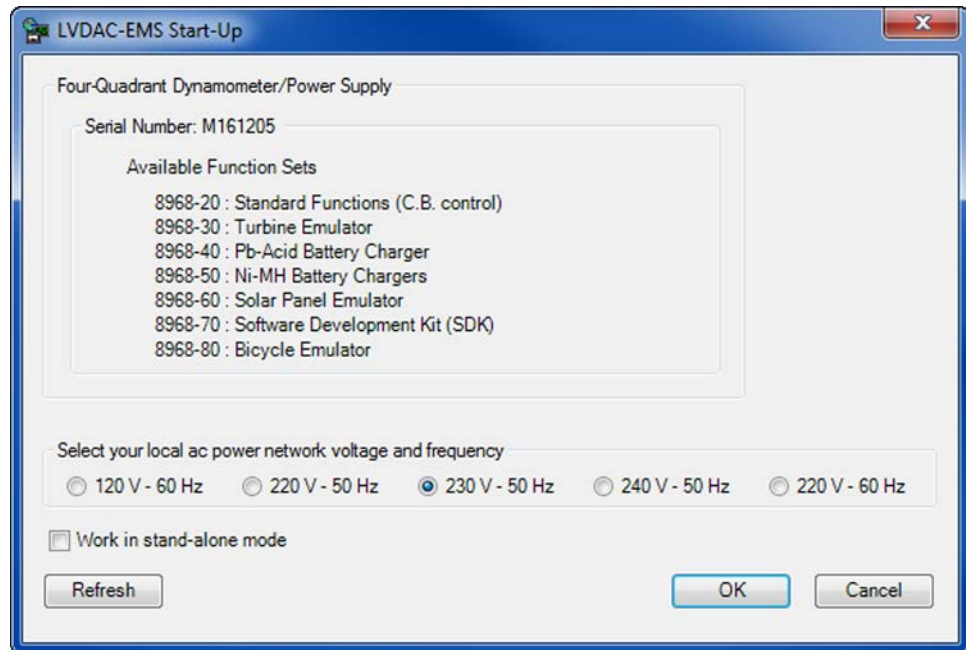 LVDAC-EMS Start-Up
Four-Quadrant Dynamometer/Power Supply
Serial Number: M161205
Available Function Sets
8968-20 : Standard Functions (C.B. control)
8968-30 : Turbine Emulator
8968-40 : Pb-Acid Battery Charger
8968-50 : Ni-MH Battery Chargers
8968-60 : Solar Panel Emulator
8968-70 : Software Development Kit (SDK)
8968-80 : Bicycle Emulator
Select your local ac power network voltage and frequency
120 V - 60 Hz 220 V - 50 Hz 230 V - 50 Hz 240 V - 50 Hz 220 V - 60 Hz
Work in stand-alone mode
Refresh OK Cancel